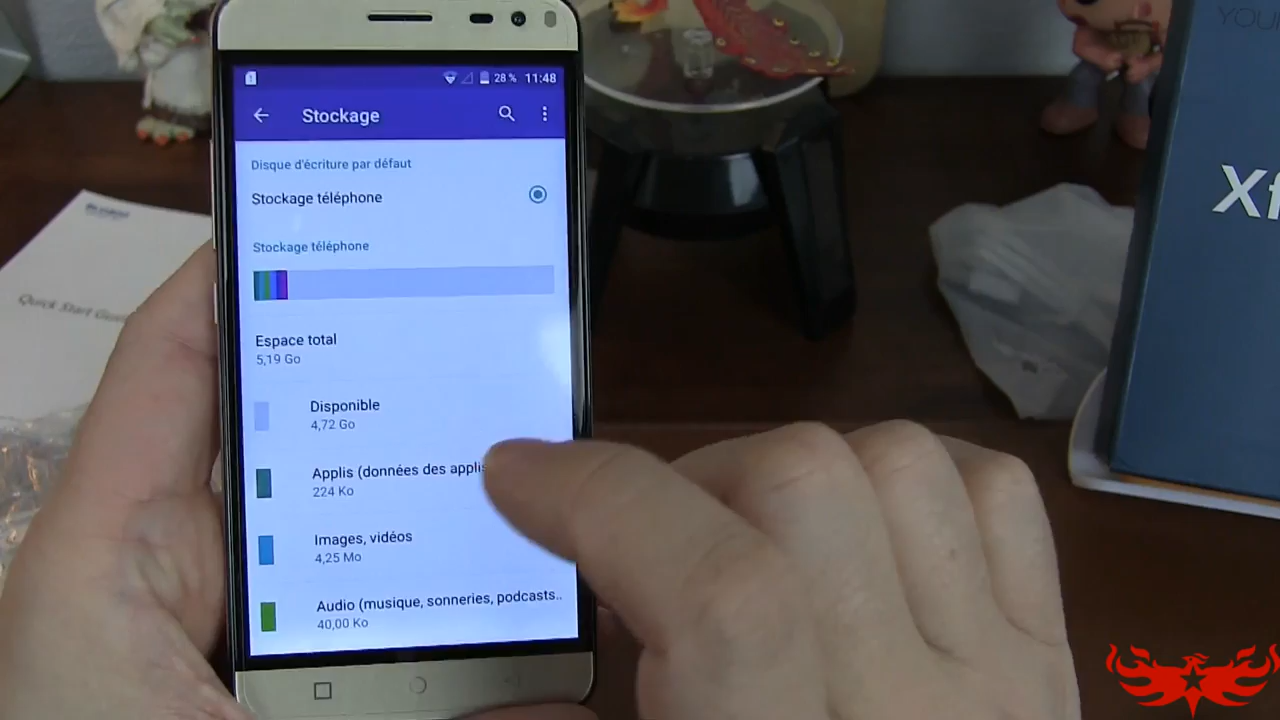 28 % 11:48
Stockage
Disque d'écriture par défaut
Stockage téléphone
Stockage téléphone
Espace total
5,19 Go
Disponible
4,72 Go
Applis (données des applis
224 Ko
Images, vidéos
4,25 Mo
Audio (musique, sonneries, podcasts..
40,00 Ko
Quick Start Guide
YOU
Xf